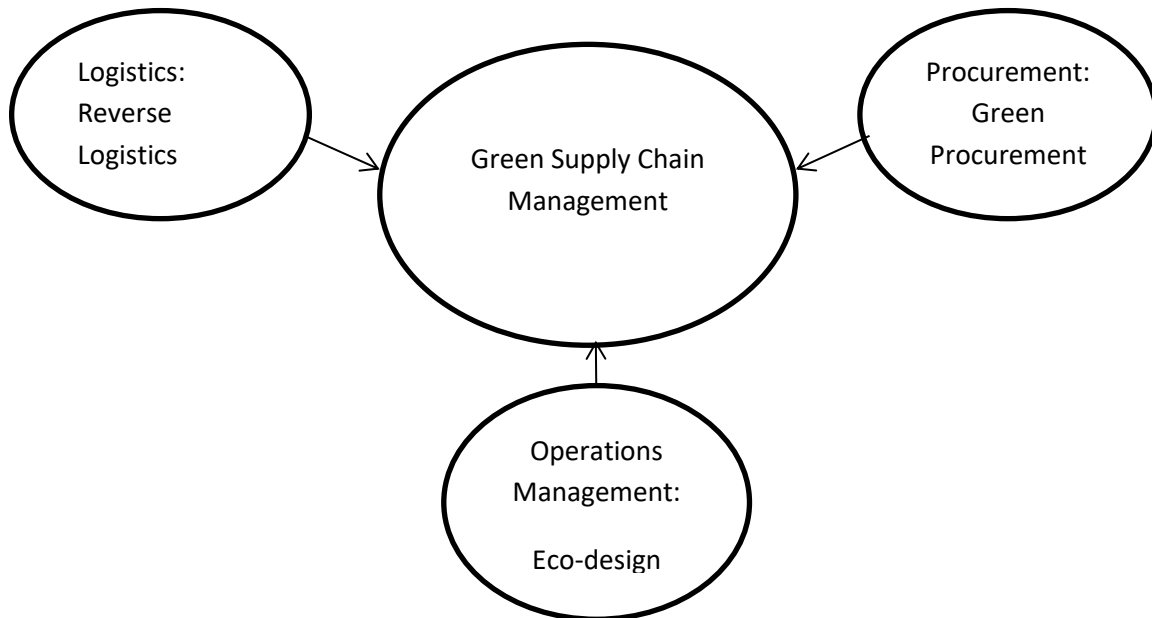 Logistics:
Reverse
Logistics
Green Supply Chain
Management
Procurement:
Green
Procurement
Operations
Management:
Eco-design